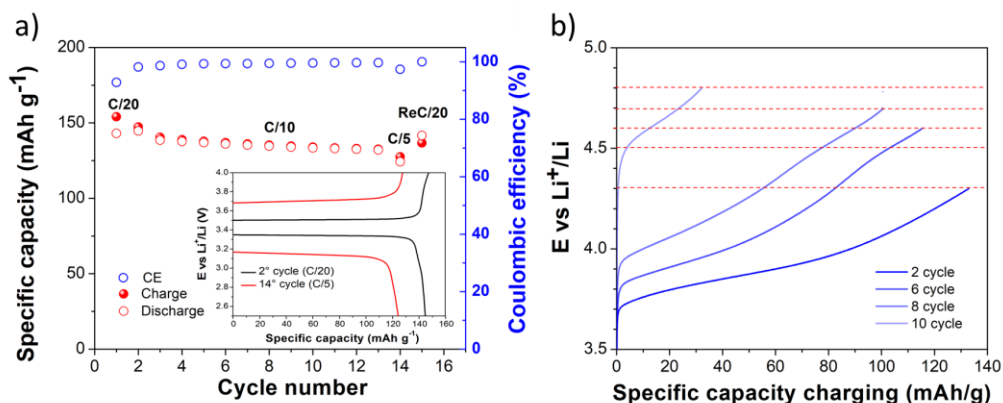 a)
Specific capacity (mAh g⁻¹)
200
150
100
50
0
C/20
C/10
C/5
ReC/20
CE
Charge
Discharge
E vs Li⁺/Li (V)
4.0
3.8
3.6
3.4
3.2
3.0
2.8
2.6
2° cycle (C/20)
14° cycle (C/5)
0 20 40 60 80 100 120 140 160
Specific capacity (mAh g⁻¹)
0 2 4 6 8 10 12 14 16
Cycle number
100
80
60
40
20
0
Coulombic efficiency (%)
b)
E vs Li⁺/Li
5.0
4.5
4.0
3.5
2 cycle
6 cycle
8 cycle
10 cycle
0 20 40 60 80 100 120 140
Specific capacity charging (mAh/g)